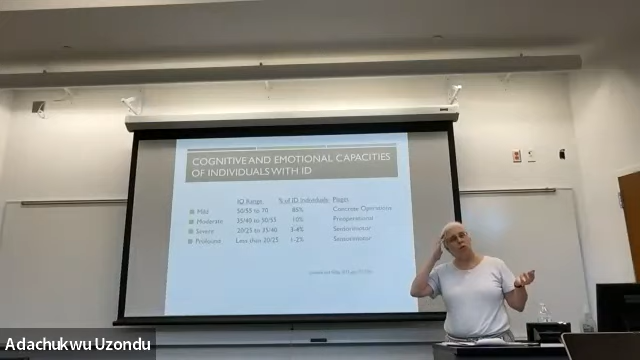 COGNITIVE AND EMOTIONAL CAPACITIES
OF INDIVIDUALS WITH ID
IQ Range % of ID Individuals Piaget
Mild 50/55 to 70 85% Concrete Operations
Moderate 35/40 to 50/55 10% Preoperational
Severe 20/25 to 35/40 3-4% Sensorimotor
Profound Less than 20/25 1-2% Sensorimotor
Adachukwu Uzondu